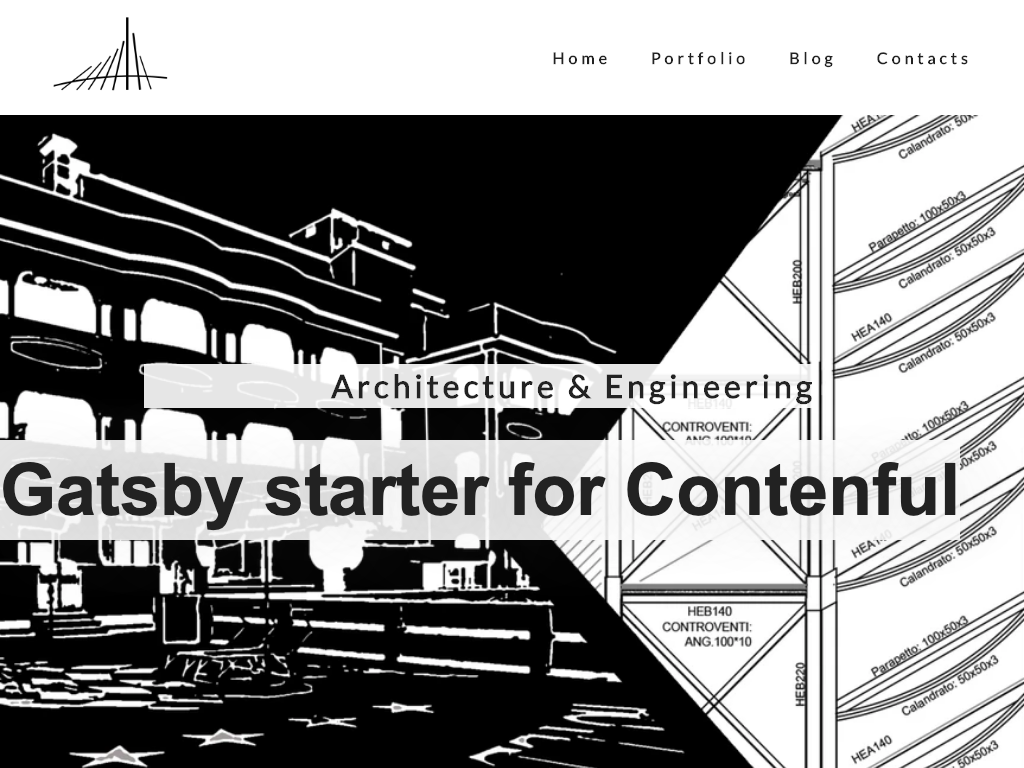 Home Portfolio Blog Contacts
Calandrato: 50x
Parapetto: 100x50x3
HEB200
Calandrato: 50x50x3
HEA140
Calandrato: 50x50x3
Architecture & Engineering
HEB140
CONTROVENTI:
ANG.100*10
Parapetto: 100x50x3
Gatsby starter for Contenful
Calandrato: 50x50x3
HEB140
CONTROVENTI:
ANG.100*10
Parapetto: 100x50x3
HEB220
Calandrato: 50x50x3
HEA140